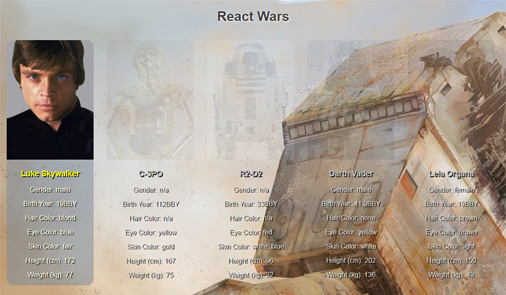 React Wars
Luke Skywalker
Gender: male
Birth Year: 19BBY
Hair Color: blond
Eye Color: blue
Skin Color: fair
Height (cm): 172
Weight (kg): 77
C-3PO
Gender: n/a
Birth Year: 112BBY
Hair Color: n/a
Eye Color: yellow
Skin Color: gold
Height (cm): 167
Weight (kg): 75
R2-D2
Gender: n/a
Birth Year: 33BBY
Hair Color: n/a
Eye Color: red
Skin Color: white, blue
Height (cm): 96
Weight (kg): 32
Darth Vader
Gender: male
Birth Year: 41.9BBY
Hair Color: none
Eye Color: yellow
Skin Color: white
Height (cm): 202
Weight (kg): 136
Leia Organa
Gender: female
Birth Year: 19BBY
Hair Color: brown
Eye Color: brown
Skin Color: light
Height (cm): 150
Weight (kg): 49